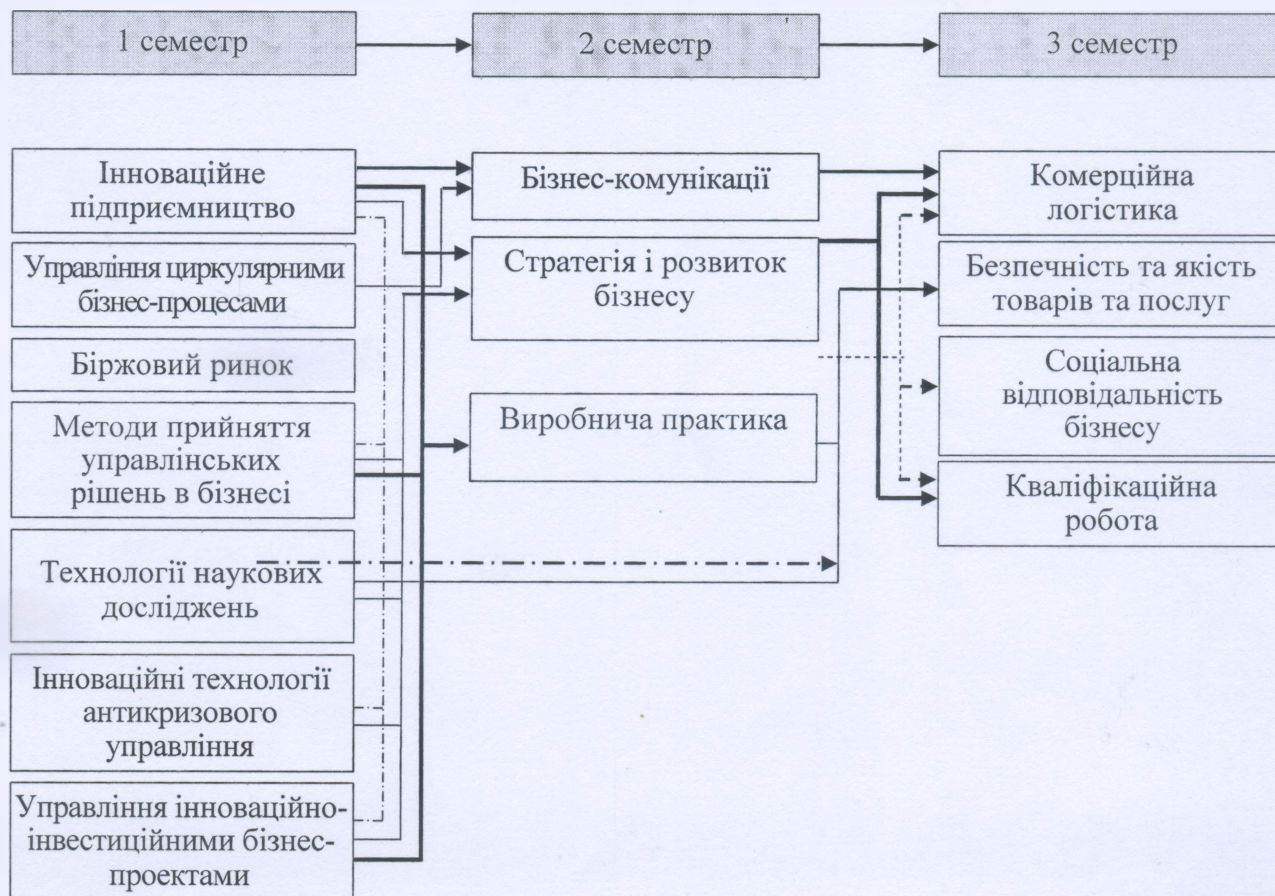 1 семестр
2 семестр
3 семестр
Інноваційне
підприємництво
Управління циркулярними
бізнес-процесами
Біржовий ринок
Методи прийняття
управлінських
рішень в бізнесі
Технології наукових
досліджень
Інноваційні технології
антикризового
управління
Управління інноваційно-
інвестиційними бізнес-
проектами
Бізнес-комунікації
Стратегія і розвиток
бізнесу
Виробнича практика
Комерційна
логістика
Безпечність та якість
товарів та послуг
Соціальна
відповідальність
бізнесу
Кваліфікаційна
робота